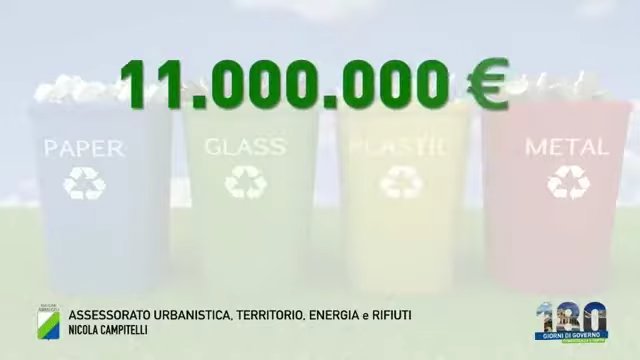 11.000.000 €
PAPER GLASS PLASTIC METAL
ASSESSORATO URBANISTICA, TERRITORIO, ENERGIA e RIFIUTI
NICOLA CAMPITELLI
180
GIORNI DI GOVERNO